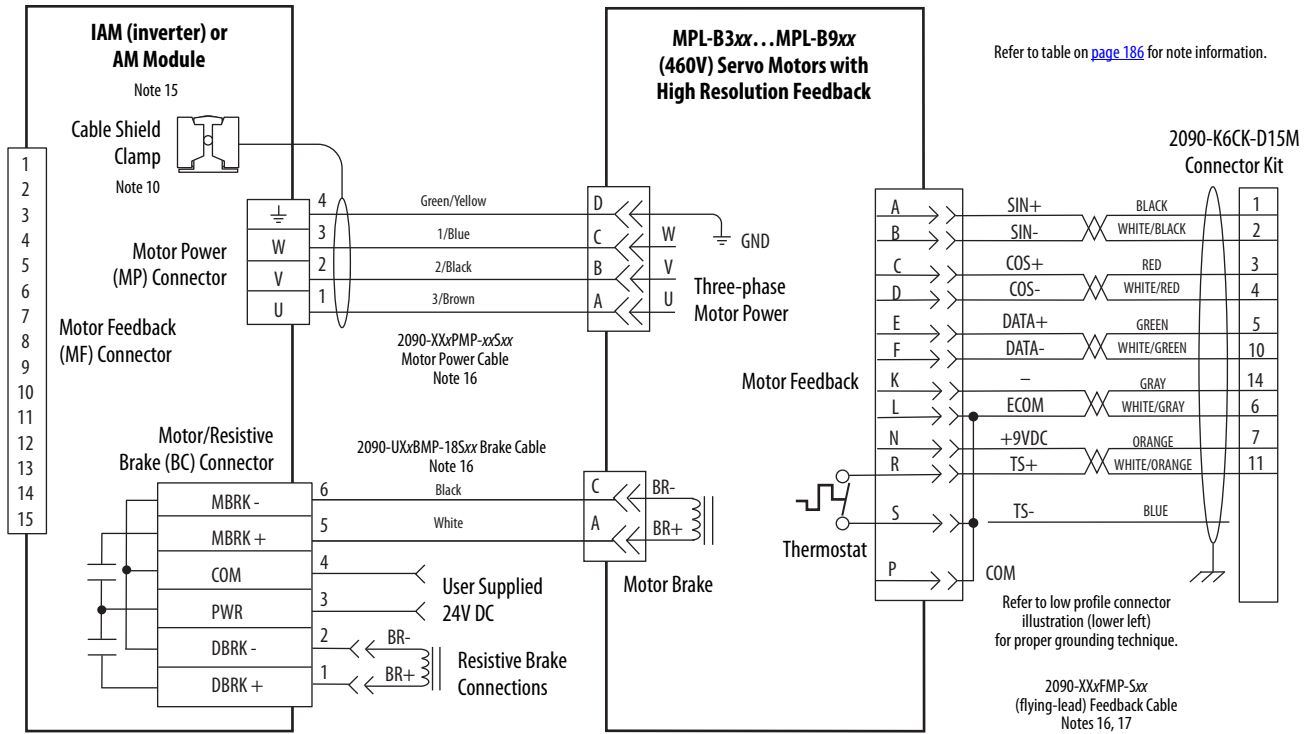 IAM (inverter) or
AM Module
Note 15
Cable Shield
Clamp
Note 10
1
2
3
4
5
6
7
8
9
10
11
12
13
14
15
Motor Power
(MP) Connector
Motor Feedback
(MF) Connector
W
V
U
4
3
2
1
Green/Yellow
1/Blue
2/Black
3/Brown
2090-XXxPMP-xxSxx
Motor Power Cable
Note 16
Motor/Resistive
Brake (BC) Connector
2090-UXxBMP-18Sxx Brake Cable
Note 16
MBRK -
MBRK +
COM
PWR
DBRK -
DBRK +
6
5
4
3
2
1
Black
White
User Supplied
24V DC
BR-
BR+
Resistive Brake
Connections
MPL-B3xx…MPL-B9xx
(460V) Servo Motors with
High Resolution Feedback
D
C
B
A
W
V
U
GND
Three-phase
Motor Power
C
A
BR-
BR+
Motor Brake
Motor Feedback
Thermostat
A
B
C
D
E
F
K
L
N
R
S
P
Refer to table on page 186 for note information.
2090-K6CK-D15M
Connector Kit
SIN+ BLACK 1
SIN- WHITE/BLACK 2
COS+ RED 3
COS- WHITE/RED 4
DATA+ GREEN 5
DATA- WHITE/GREEN 10
– GRAY 14
ECOM WHITE/GRAY 6
+9VDC ORANGE 7
TS+ WHITE/ORANGE 11
TS- BLUE
COM
Refer to low profile connector
illustration (lower left)
for proper grounding technique.
2090-XXxFMP-Sxx
(flying-lead) Feedback Cable
Notes 16, 17